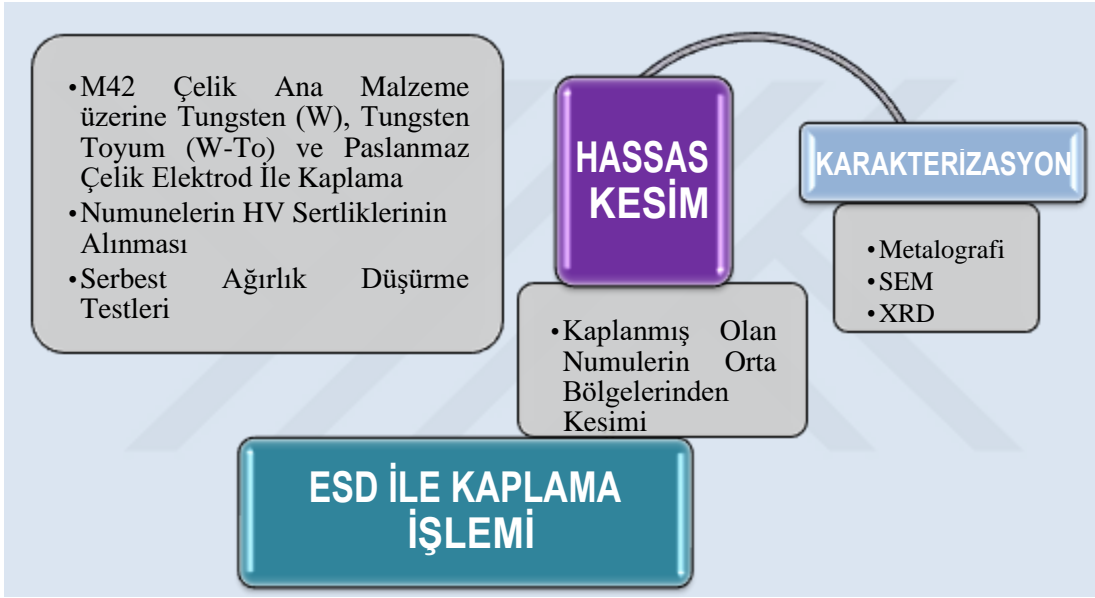 •M42 Çelik Ana Malzeme
üzerine Tungsten (W), Tungsten
Toyum (W-To) ve Paslanmaz
Çelik Elektrod İle Kaplama
•Numunelerin HV Sertliklerinin
Alınması
•Serbest Ağırlık Düşürme
Testleri
ESD İLE KAPLAMA
İŞLEMİ
HASSAS
KESİM
•Kaplanmış Olan
Numulerin Orta
Bölgelerinden
Kesimi
KARAKTERİZASYON
•Metalografi
•SEM
•XRD